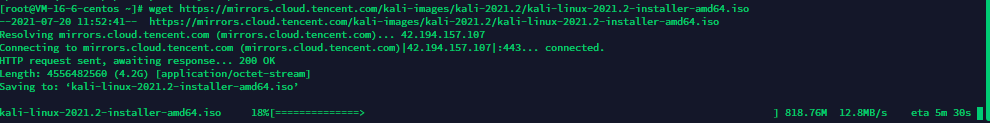 [root@VM-16-6-centos ~]# wget https://mirrors.cloud.tencent.com/kali-images/kali-2021.2/kali-linux-2021.2-installer-amd64.iso
--2021-07-20 11:52:41--  https://mirrors.cloud.tencent.com/kali-images/kali-2021.2/kali-linux-2021.2-installer-amd64.iso
Resolving mirrors.cloud.tencent.com (mirrors.cloud.tencent.com)... 42.194.157.107
Connecting to mirrors.cloud.tencent.com (mirrors.cloud.tencent.com)|42.194.157.107|:443... connected.
HTTP request sent, awaiting response... 200 OK
Length: 4556482560 (4.2G) [application/octet-stream]
Saving to: ‘kali-linux-2021.2-installer-amd64.iso’
kali-linux-2021.2-installer-amd64.iso 18%[==============> ] 818.76M 12.8MB/s eta 5m 30s